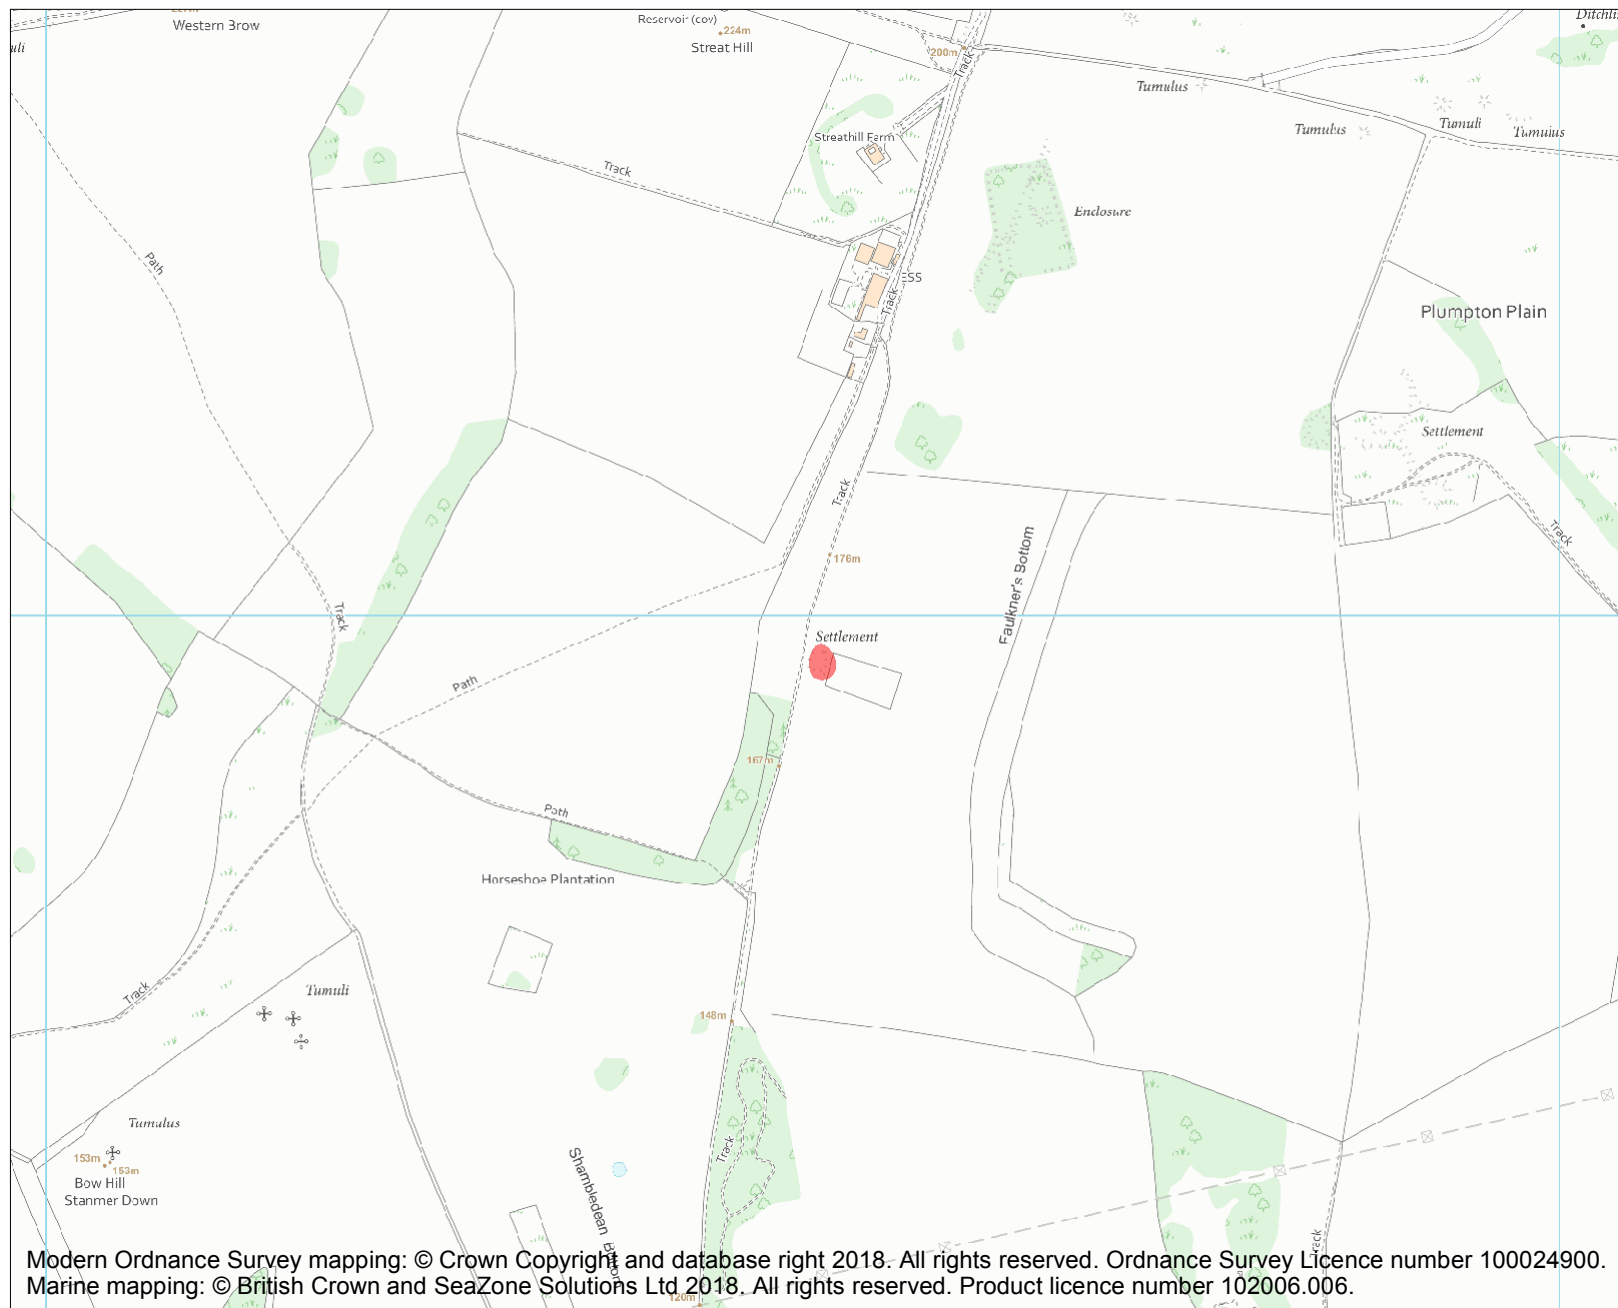 Western Brow
Reservoir (cov)
224m
Streat Hill
200m
Track
Tumulus
Tumulus
Tumuli
Tumulus
Streathill Farm
Track
Enclosure
Path
ESS
Track
Plumpton Plain
Settlement
Track
Track
176m
Faulkner's Bottom
Track
Settlement
Path
167m
Path
Horseshoe Plantation
Track
Tumuli
148m
Tumulus
Track
153m
153m
Bow Hill
Stanmer Down
Shambledean Bottom
Track
Modern Ordnance Survey mapping: © Crown Copyright and database right 2018. All rights reserved. Ordnance Survey Licence number 100024900.
Marine mapping: © British Crown and SeaZone Solutions Ltd 2018. All rights reserved. Product licence number 102006.006.
120m